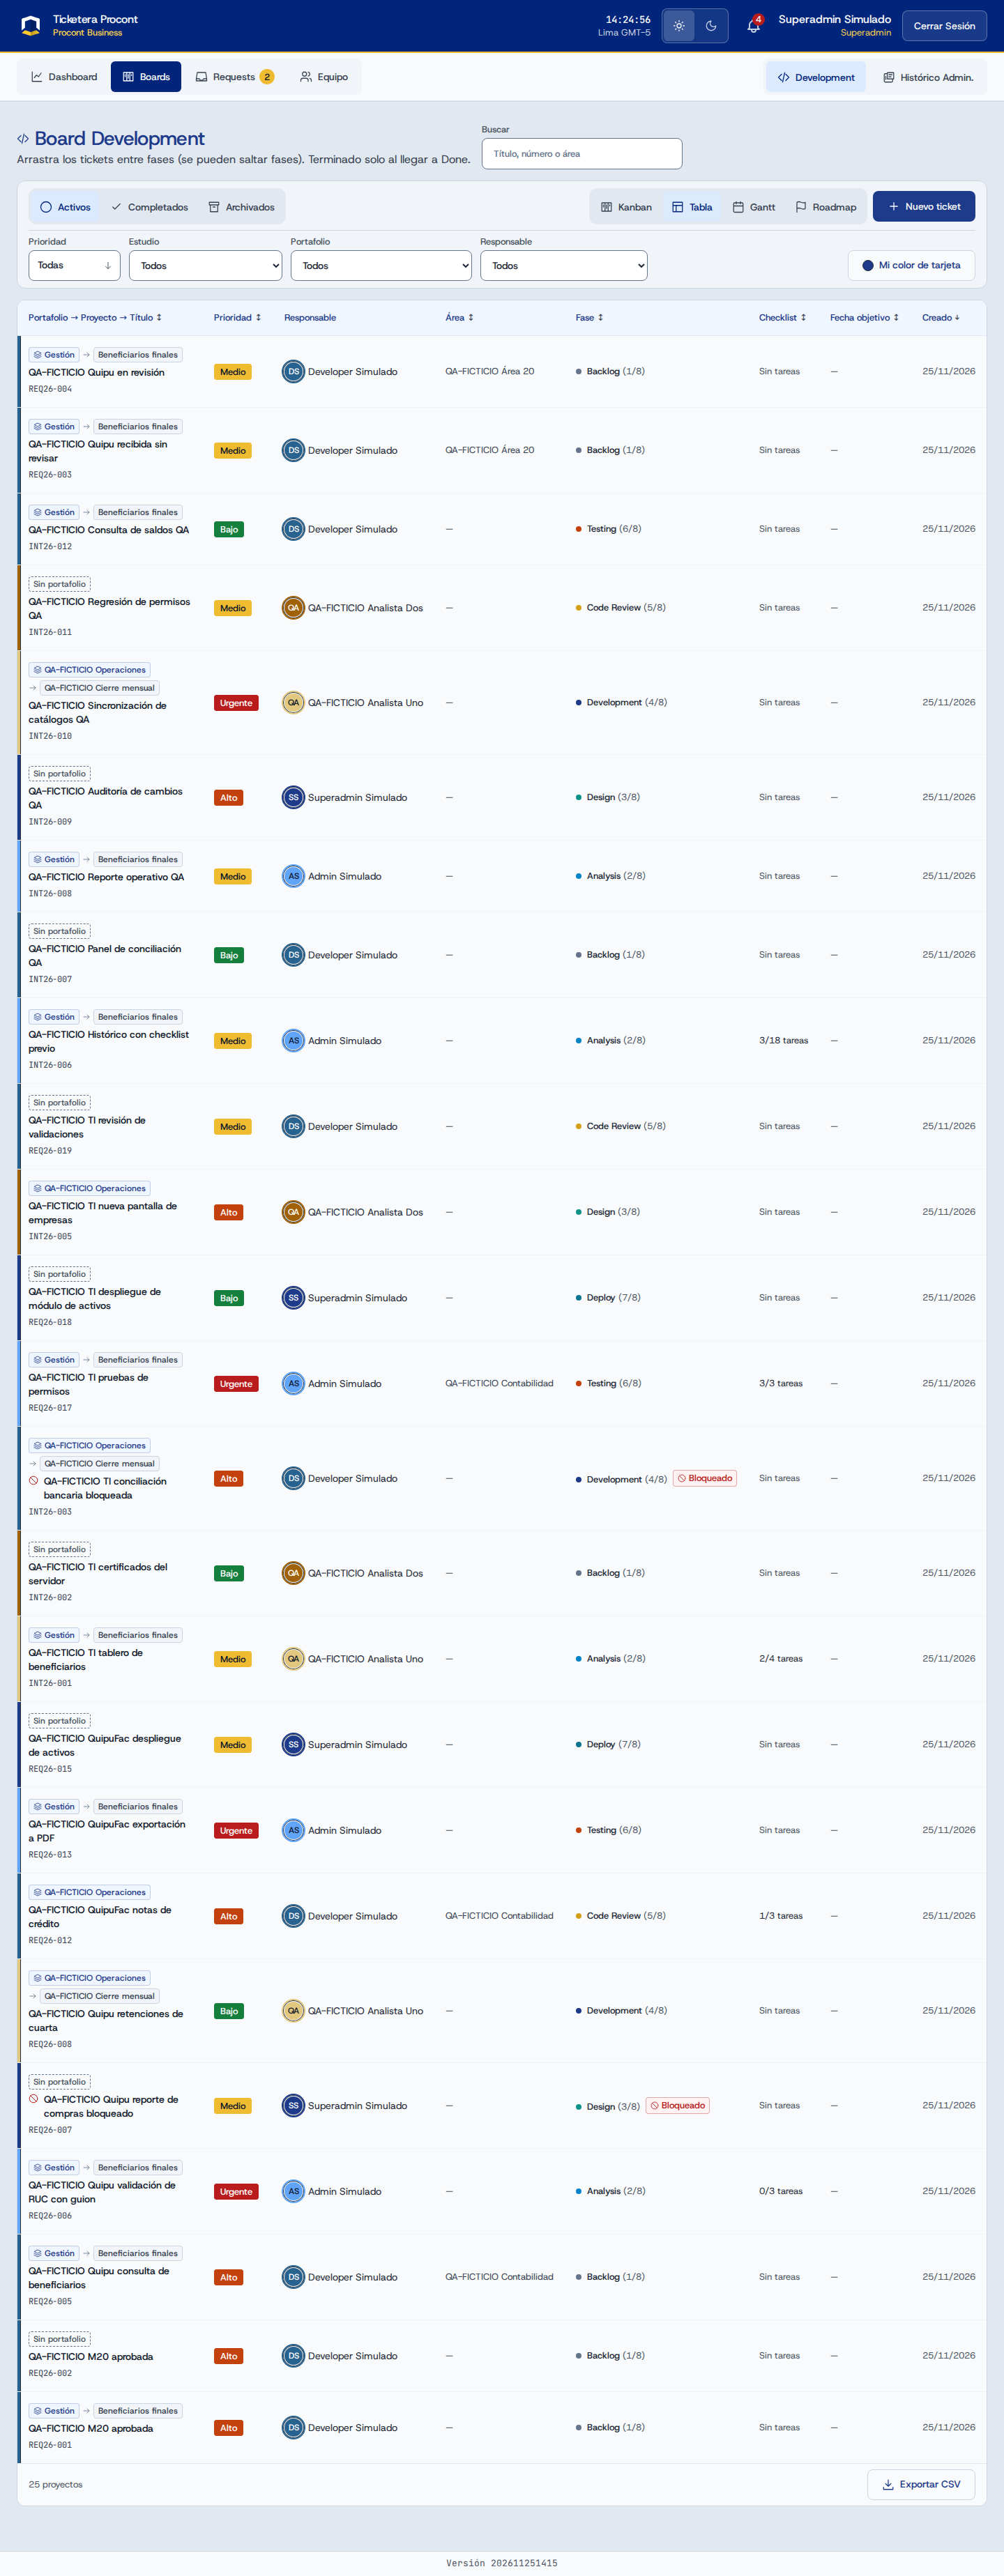 Ticketera Procont
Procont Business
14:24:56
Lima GMT-5
4
Superadmin Simulado
Superadmin
Cerrar Sesión
Dashboard
Boards
Requests 2
Equipo
Development
Histórico Admin.
Board Development
Arrastra los tickets entre fases (se pueden saltar fases). Terminado solo al llegar a Done.
Buscar
Título, número o área
Activos
Completados
Archivados
Kanban
Tabla
Gantt
Roadmap
+ Nuevo ticket
Prioridad
Todas ↓
Estudio
Todos
Portafolio
Todos
Responsable
Todos
Mi color de tarjeta
Portafolio → Proyecto → Título ↕ Prioridad ↕ Responsable Área ↕ Fase ↕ Checklist ↕ Fecha objetivo ↕ Creado ↓
Gestión → Beneficiarios finales
QA-FICTICIO Quipu en revisión
REQ26-004
Medio DS Developer Simulado QA-FICTICIO Área 20 Backlog (1/8) Sin tareas — 25/11/2026
Gestión → Beneficiarios finales
QA-FICTICIO Quipu recibida sin
revisar
REQ26-003
Medio DS Developer Simulado QA-FICTICIO Área 20 Backlog (1/8) Sin tareas — 25/11/2026
Gestión → Beneficiarios finales
QA-FICTICIO Consulta de saldos QA
INT26-012
Bajo DS Developer Simulado — Testing (6/8) Sin tareas — 25/11/2026
Sin portafolio
QA-FICTICIO Regresión de permisos
QA
INT26-011
Medio QA QA-FICTICIO Analista Dos — Code Review (5/8) Sin tareas — 25/11/2026
QA-FICTICIO Operaciones
→ QA-FICTICIO Cierre mensual
QA-FICTICIO Sincronización de
catálogos QA
INT26-010
Urgente QA QA-FICTICIO Analista Uno — Development (4/8) Sin tareas — 25/11/2026
Sin portafolio
QA-FICTICIO Auditoría de cambios
QA
INT26-009
Alto SS Superadmin Simulado — Design (3/8) Sin tareas — 25/11/2026
Gestión → Beneficiarios finales
QA-FICTICIO Reporte operativo QA
INT26-008
Medio AS Admin Simulado — Analysis (2/8) Sin tareas — 25/11/2026
Sin portafolio
QA-FICTICIO Panel de conciliación
QA
INT26-007
Bajo DS Developer Simulado — Backlog (1/8) Sin tareas — 25/11/2026
Gestión → Beneficiarios finales
QA-FICTICIO Histórico con checklist
previo
INT26-006
Medio AS Admin Simulado — Analysis (2/8) 3/18 tareas — 25/11/2026
Sin portafolio
QA-FICTICIO TI revisión de
validaciones
REQ26-019
Medio DS Developer Simulado — Code Review (5/8) Sin tareas — 25/11/2026
QA-FICTICIO Operaciones
QA-FICTICIO TI nueva pantalla de
empresas
INT26-005
Alto QA QA-FICTICIO Analista Dos — Design (3/8) Sin tareas — 25/11/2026
Sin portafolio
QA-FICTICIO TI despliegue de
módulo de activos
REQ26-018
Bajo SS Superadmin Simulado — Deploy (7/8) Sin tareas — 25/11/2026
Gestión → Beneficiarios finales
QA-FICTICIO TI pruebas de
permisos
REQ26-017
Urgente AS Admin Simulado QA-FICTICIO Contabilidad Testing (6/8) 3/3 tareas — 25/11/2026
QA-FICTICIO Operaciones
→ QA-FICTICIO Cierre mensual
QA-FICTICIO TI conciliación
bancaria bloqueada
INT26-003
Alto DS Developer Simulado — Development (4/8) Bloqueado Sin tareas — 25/11/2026
Sin portafolio
QA-FICTICIO TI certificados del
servidor
INT26-002
Bajo QA QA-FICTICIO Analista Dos — Backlog (1/8) Sin tareas — 25/11/2026
Gestión → Beneficiarios finales
QA-FICTICIO TI tablero de
beneficiarios
INT26-001
Medio QA QA-FICTICIO Analista Uno — Analysis (2/8) 2/4 tareas — 25/11/2026
Sin portafolio
QA-FICTICIO QuipuFac despliegue
de activos
REQ26-015
Medio SS Superadmin Simulado — Deploy (7/8) Sin tareas — 25/11/2026
Gestión → Beneficiarios finales
QA-FICTICIO QuipuFac exportación
a PDF
REQ26-013
Urgente AS Admin Simulado — Testing (6/8) Sin tareas — 25/11/2026
QA-FICTICIO Operaciones
QA-FICTICIO QuipuFac notas de
crédito
REQ26-012
Alto DS Developer Simulado QA-FICTICIO Contabilidad Code Review (5/8) 1/3 tareas — 25/11/2026
QA-FICTICIO Operaciones
→ QA-FICTICIO Cierre mensual
QA-FICTICIO Quipu retenciones de
cuarta
REQ26-008
Bajo QA QA-FICTICIO Analista Uno — Development (4/8) Sin tareas — 25/11/2026
Sin portafolio
QA-FICTICIO Quipu reporte de
compras bloqueado
REQ26-007
Medio SS Superadmin Simulado — Design (3/8) Bloqueado Sin tareas — 25/11/2026
Gestión → Beneficiarios finales
QA-FICTICIO Quipu validación de
RUC con guion
REQ26-006
Urgente AS Admin Simulado — Analysis (2/8) 0/3 tareas — 25/11/2026
Gestión → Beneficiarios finales
QA-FICTICIO Quipu consulta de
beneficiarios
REQ26-005
Alto DS Developer Simulado QA-FICTICIO Contabilidad Backlog (1/8) Sin tareas — 25/11/2026
Sin portafolio
QA-FICTICIO M20 aprobada
REQ26-002
Alto DS Developer Simulado — Backlog (1/8) Sin tareas — 25/11/2026
Gestión → Beneficiarios finales
QA-FICTICIO M20 aprobada
REQ26-001
Alto DS Developer Simulado — Backlog (1/8) Sin tareas — 25/11/2026
25 proyectos
Exportar CSV
Versión 202611251415